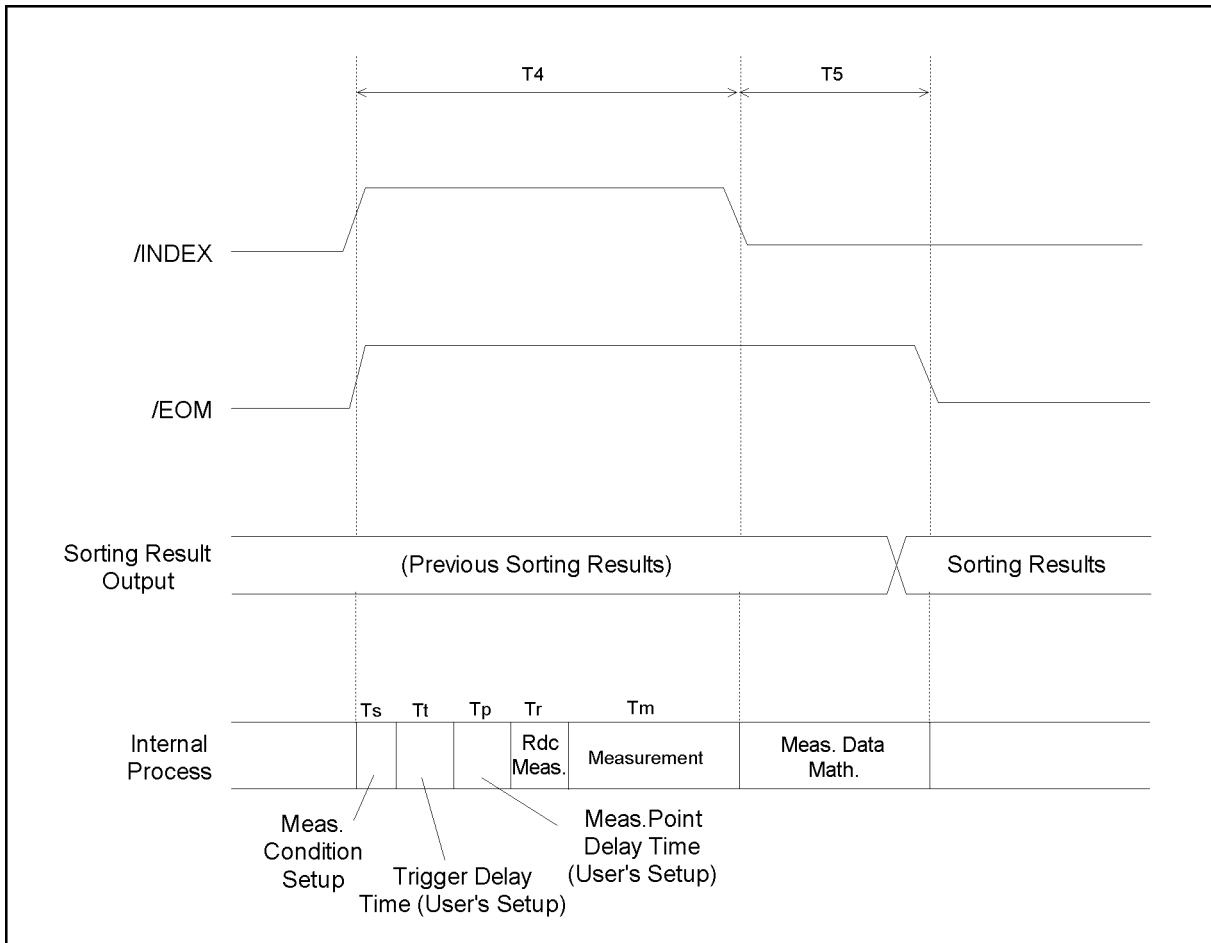 T4
T5
/INDEX
/EOM
Sorting Result
Output
(Previous Sorting Results)
Sorting Results
Ts
Tt
Tp
Tr
Tm
Internal
Process
Rdc
Meas.
Measurement
Meas. Data
Math.
Meas.
Condition
Setup
Trigger Delay
Time (User's Setup)
Meas.Point
Delay Time
(User's Setup)